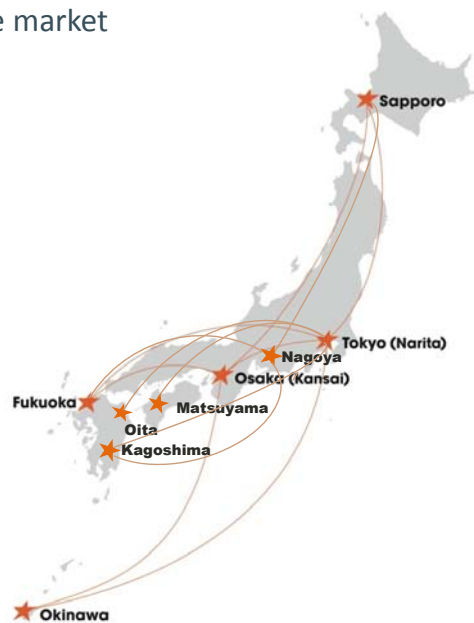 e market
Sapporo
Tokyo (Narita)
Nagoya
Osaka (Kansai)
Fukuoka
Matsuyama
Oita
Kagoshima
Okinawa